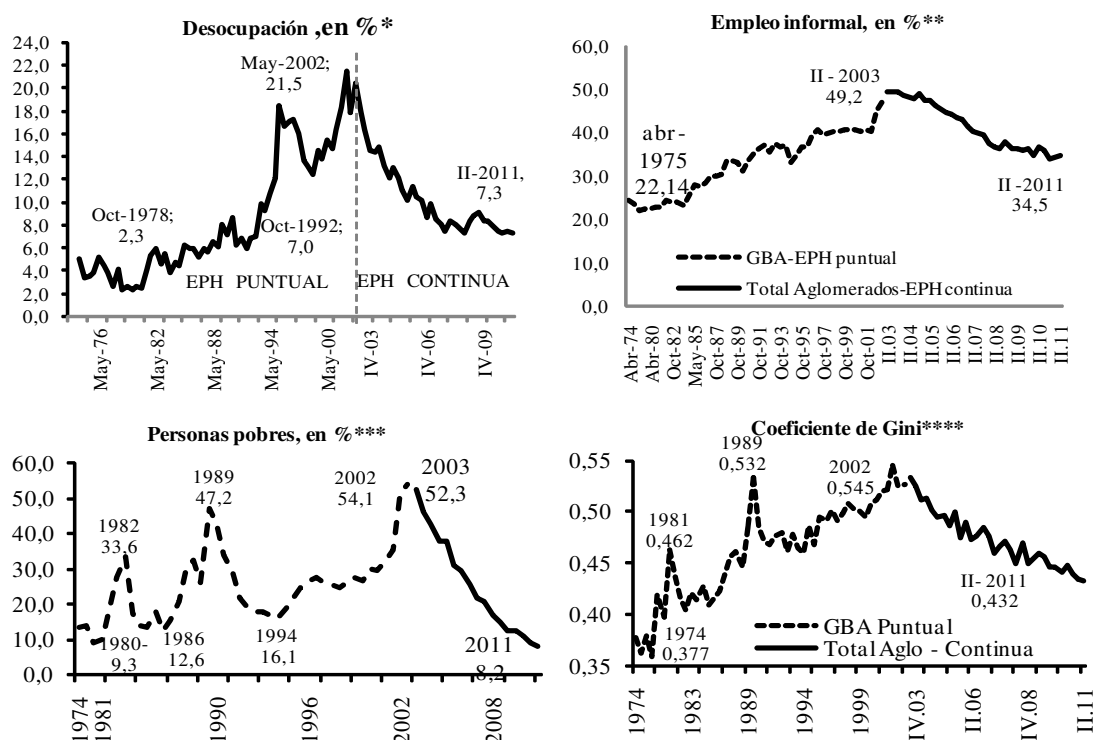 Desocupación ,en %*
24,0
22,0
20,0
18,0
16,0
14,0
12,0
10,0
8,0
6,0
4,0
2,0
0,0
May-2002;
21,5
Oct-1978;
2,3
Oct-1992;
7,0
II-2011,
7,3
EPH PUNTUAL
EPH CONTINUA
May-76
May-82
May-88
May-94
May-00
IV-03
IV-06
IV-09
Empleo informal, en %**
60,0
50,0
40,0
30,0
20,0
10,0
0,0
II - 2003
49,2
abr-
1975
22,14
II -2011
34,5
GBA-EPH puntual
Total Aglomerados-EPH continua
Abr-74
Abr-80
Oct-82
May-85
Oct-87
Oct-89
Oct-91
Oct-93
Oct-95
Oct-97
Oct-99
Oct-01
II.03
II.04
II.05
II.06
II.07
II.08
II.09
II.10
II.11
Personas pobres, en %***
60,0
50,0
40,0
30,0
20,0
10,0
0,0
1982
33,6
1989
47,2
2002
54,1
2003
52,3
1980-
9,3
1986
12,6
1994
16,1
2011
8,2
1974
1981
1990
1996
2002
2008
Coeficiente de Gini****
0,55
0,50
0,45
0,40
0,35
1989
0,532
2002
0,545
1981
0,462
1974
0,377
II- 2011
0,432
GBA Puntual
Total Aglo - Continua
1974
1983
1989
1999
IV.03
II.06
IV.08
II.11